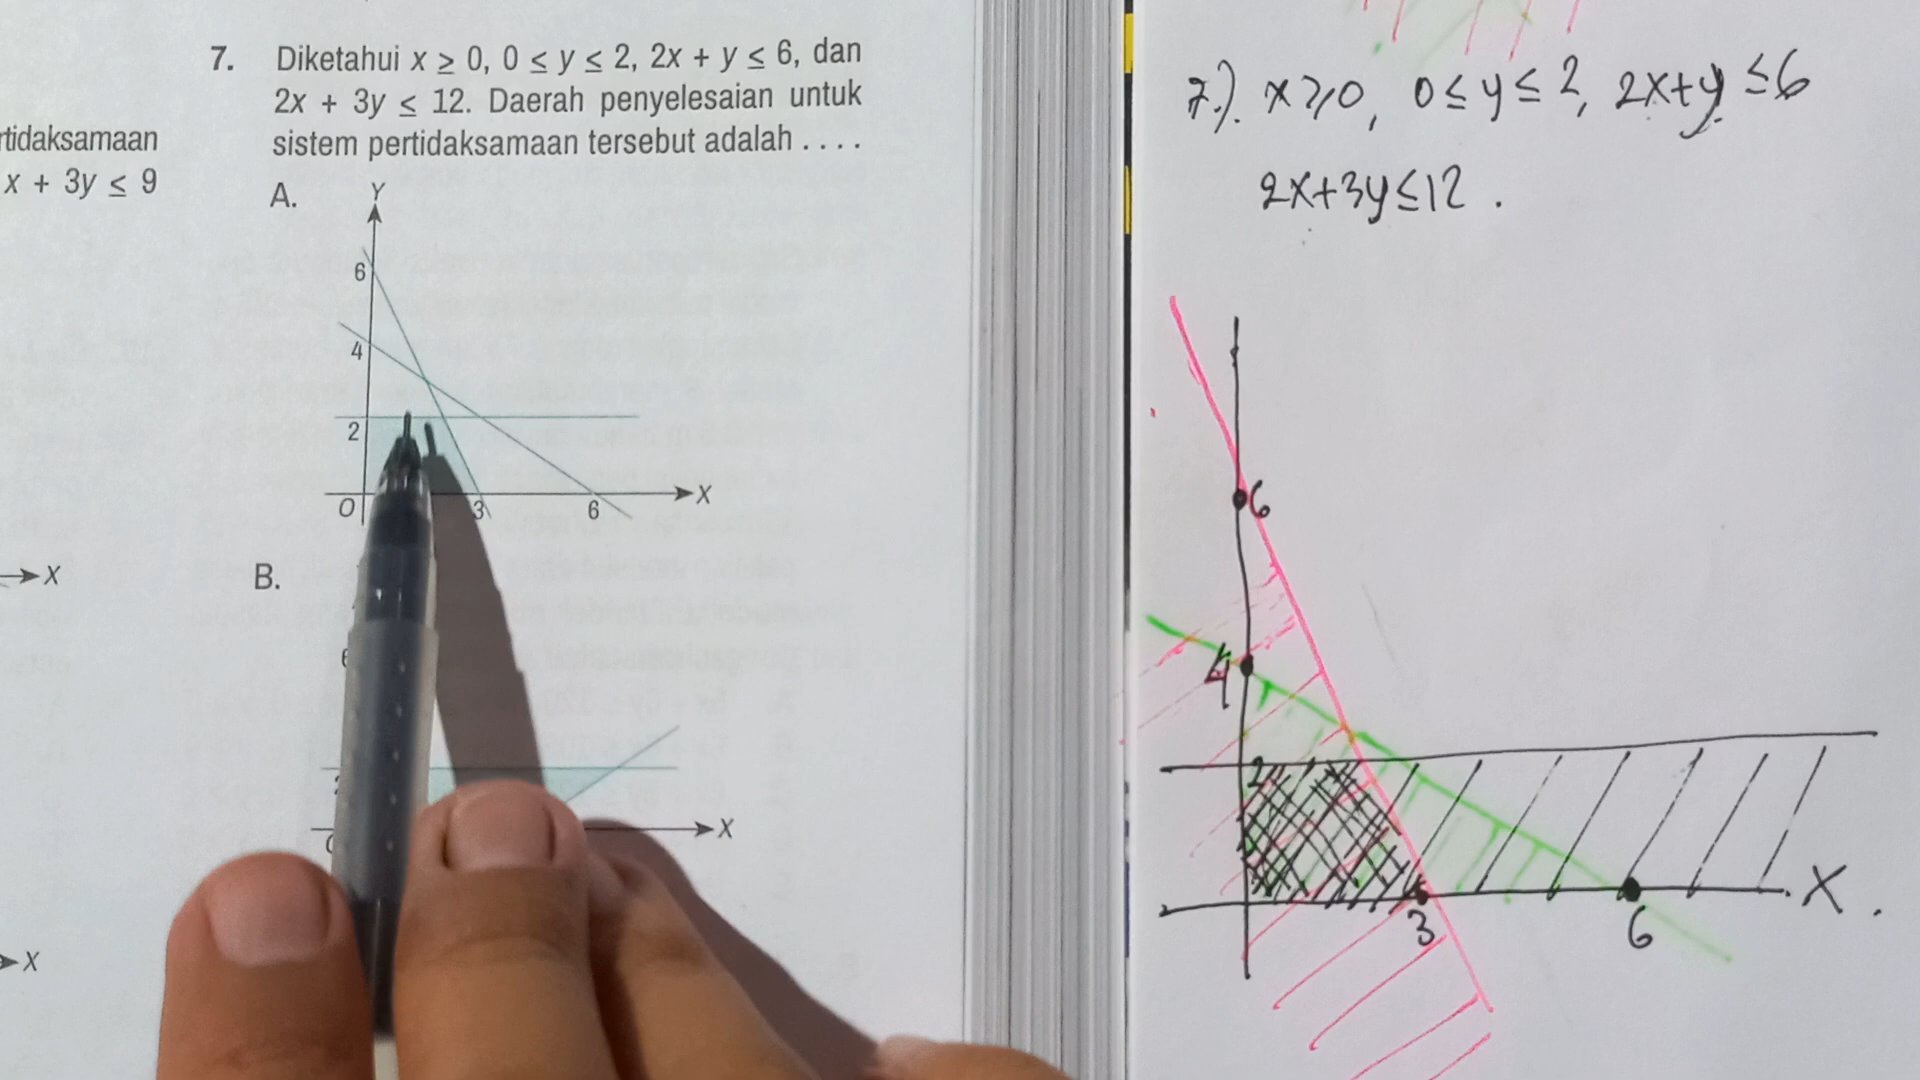 rtidaksamaan
x + 3y ≤ 9
X
X
7. Diketahui x ≥ 0, 0 ≤ y ≤ 2, 2x + y ≤ 6, dan
2x + 3y ≤ 12. Daerah penyelesaian untuk
sistem pertidaksamaan tersebut adalah . . . .
A.
Y
6
4
2
O 3 6 X
B.
X
7.). x ≥ 0, 0 ≤ y ≤ 2, 2x+y ≤ 6
2x+3y ≤ 12 .
6
4
2
X .
3 6